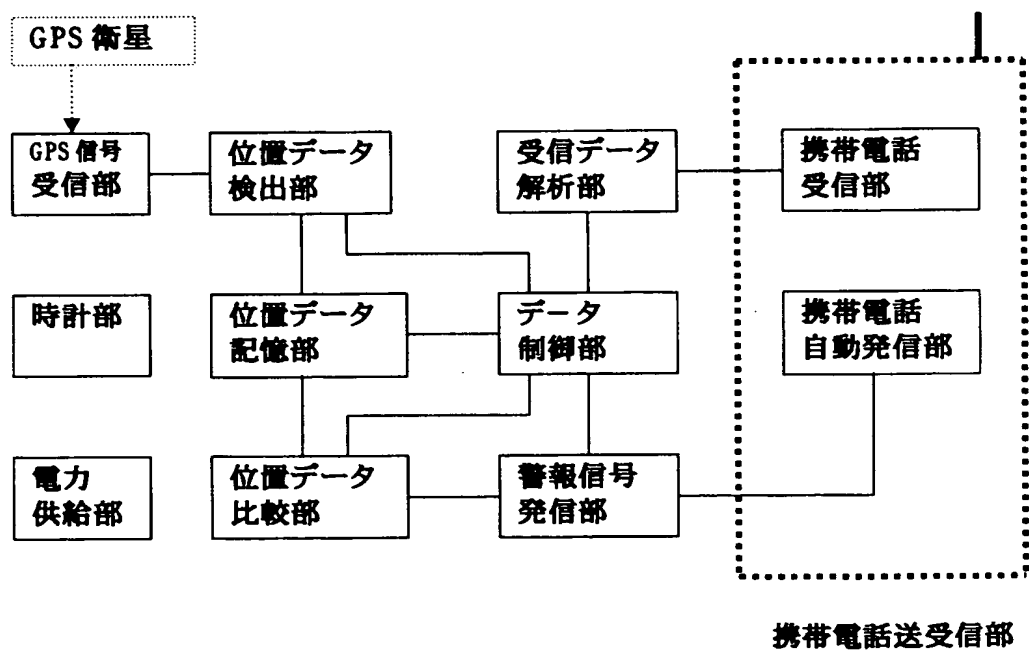 GPS 衛星
GPS 信号
受信部
位置データ
検出部
受信データ
解析部
携帯電話
受信部
時計部
位置データ
記憶部
データ
制御部
携帯電話
自動発信部
電力
供給部
位置データ
比較部
警報信号
発信部
携帯電話送受信部